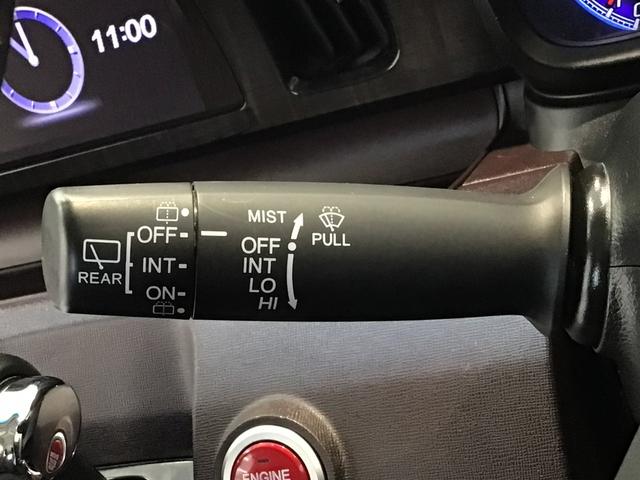 11:00
MIST
OFF
OFF
PULL
INT
INT
REAR
LO
ON
HI
ENGINE